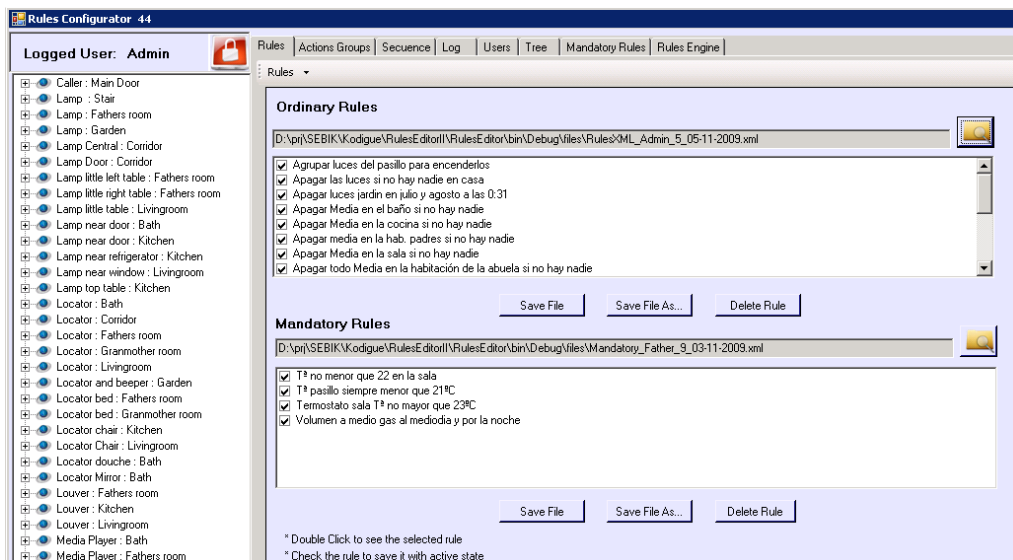 Rules Configurator 44
Logged User: Admin
Caller : Main Door
Lamp : Stair
Lamp : Fathers room
Lamp : Garden
Lamp Central : Corridor
Lamp Door : Corridor
Lamp little left table : Fathers room
Lamp little right table : Fathers room
Lamp little table : Livingroom
Lamp near door : Bath
Lamp near door : Kitchen
Lamp near refrigerator : Kitchen
Lamp near window : Livingroom
Lamp top table : Kitchen
Locator : Bath
Locator : Corridor
Locator : Fathers room
Locator : Granmother room
Locator : Livingroom
Locator and beeper : Garden
Locator bed : Fathers room
Locator bed : Granmother room
Locator chair : Kitchen
Locator Chair : Livingroom
Locator douche : Bath
Locator Mirror : Bath
Louver : Fathers room
Louver : Kitchen
Louver : Livingroom
Media Player : Bath
Media Player : Fathers room
Rules Actions Groups Secuence Log Users Tree Mandatory Rules Rules Engine
Rules
Ordinary Rules
D:\prj\SEBIK\Kodigue\RulesEditorII\RulesEditor\bin\Debug\files\RulesXML_Admin_5_05-11-2009.xml
Agrupar luces del pasillo para encenderlos
Apagar las luces si no hay nadie en casa
Apagar luces jardin en julio y agosto a las 0:31
Apagar Media en el baño si no hay nadie
Apagar Media en la cocina si no hay nadie
Apagar media en la hab. padres si no hay nadie
Apagar Media en la sala si no hay nadie
Apagar todo Media en la habitación de la abuela si no hay nadie
Save File Save File As... Delete Rule
Mandatory Rules
D:\prj\SEBIK\Kodigue\RulesEditorII\RulesEditor\bin\Debug\files\Mandatory_Father_9_03-11-2009.xml
Tª no menor que 22 en la sala
Tª pasillo siempre menor que 21ºC
Termostato sala Tª no mayor que 23ºC
Volumen a medio gas al mediodia y por la noche
Save File Save File As... Delete Rule
* Double Click to see the selected rule
* Check the rule to save it with active state